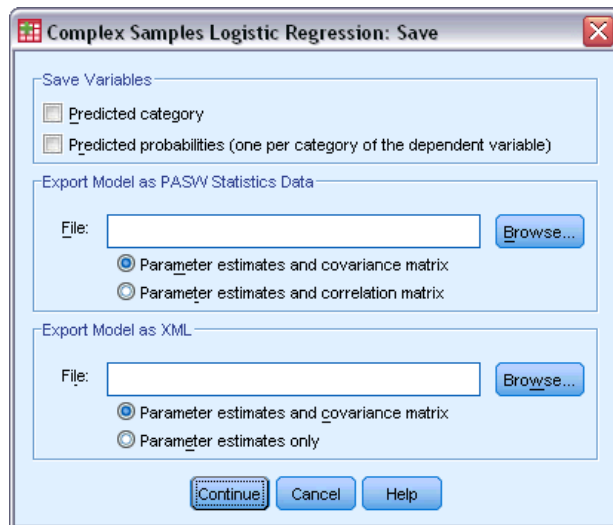 Complex Samples Logistic Regression: Save
Save Variables
Predicted category
Predicted probabilities (one per category of the dependent variable)
Export Model as PASW Statistics Data
File:
Browse...
Parameter estimates and covariance matrix
Parameter estimates and correlation matrix
Export Model as XML
File:
Browse...
Parameter estimates and covariance matrix
Parameter estimates only
Continue Cancel Help